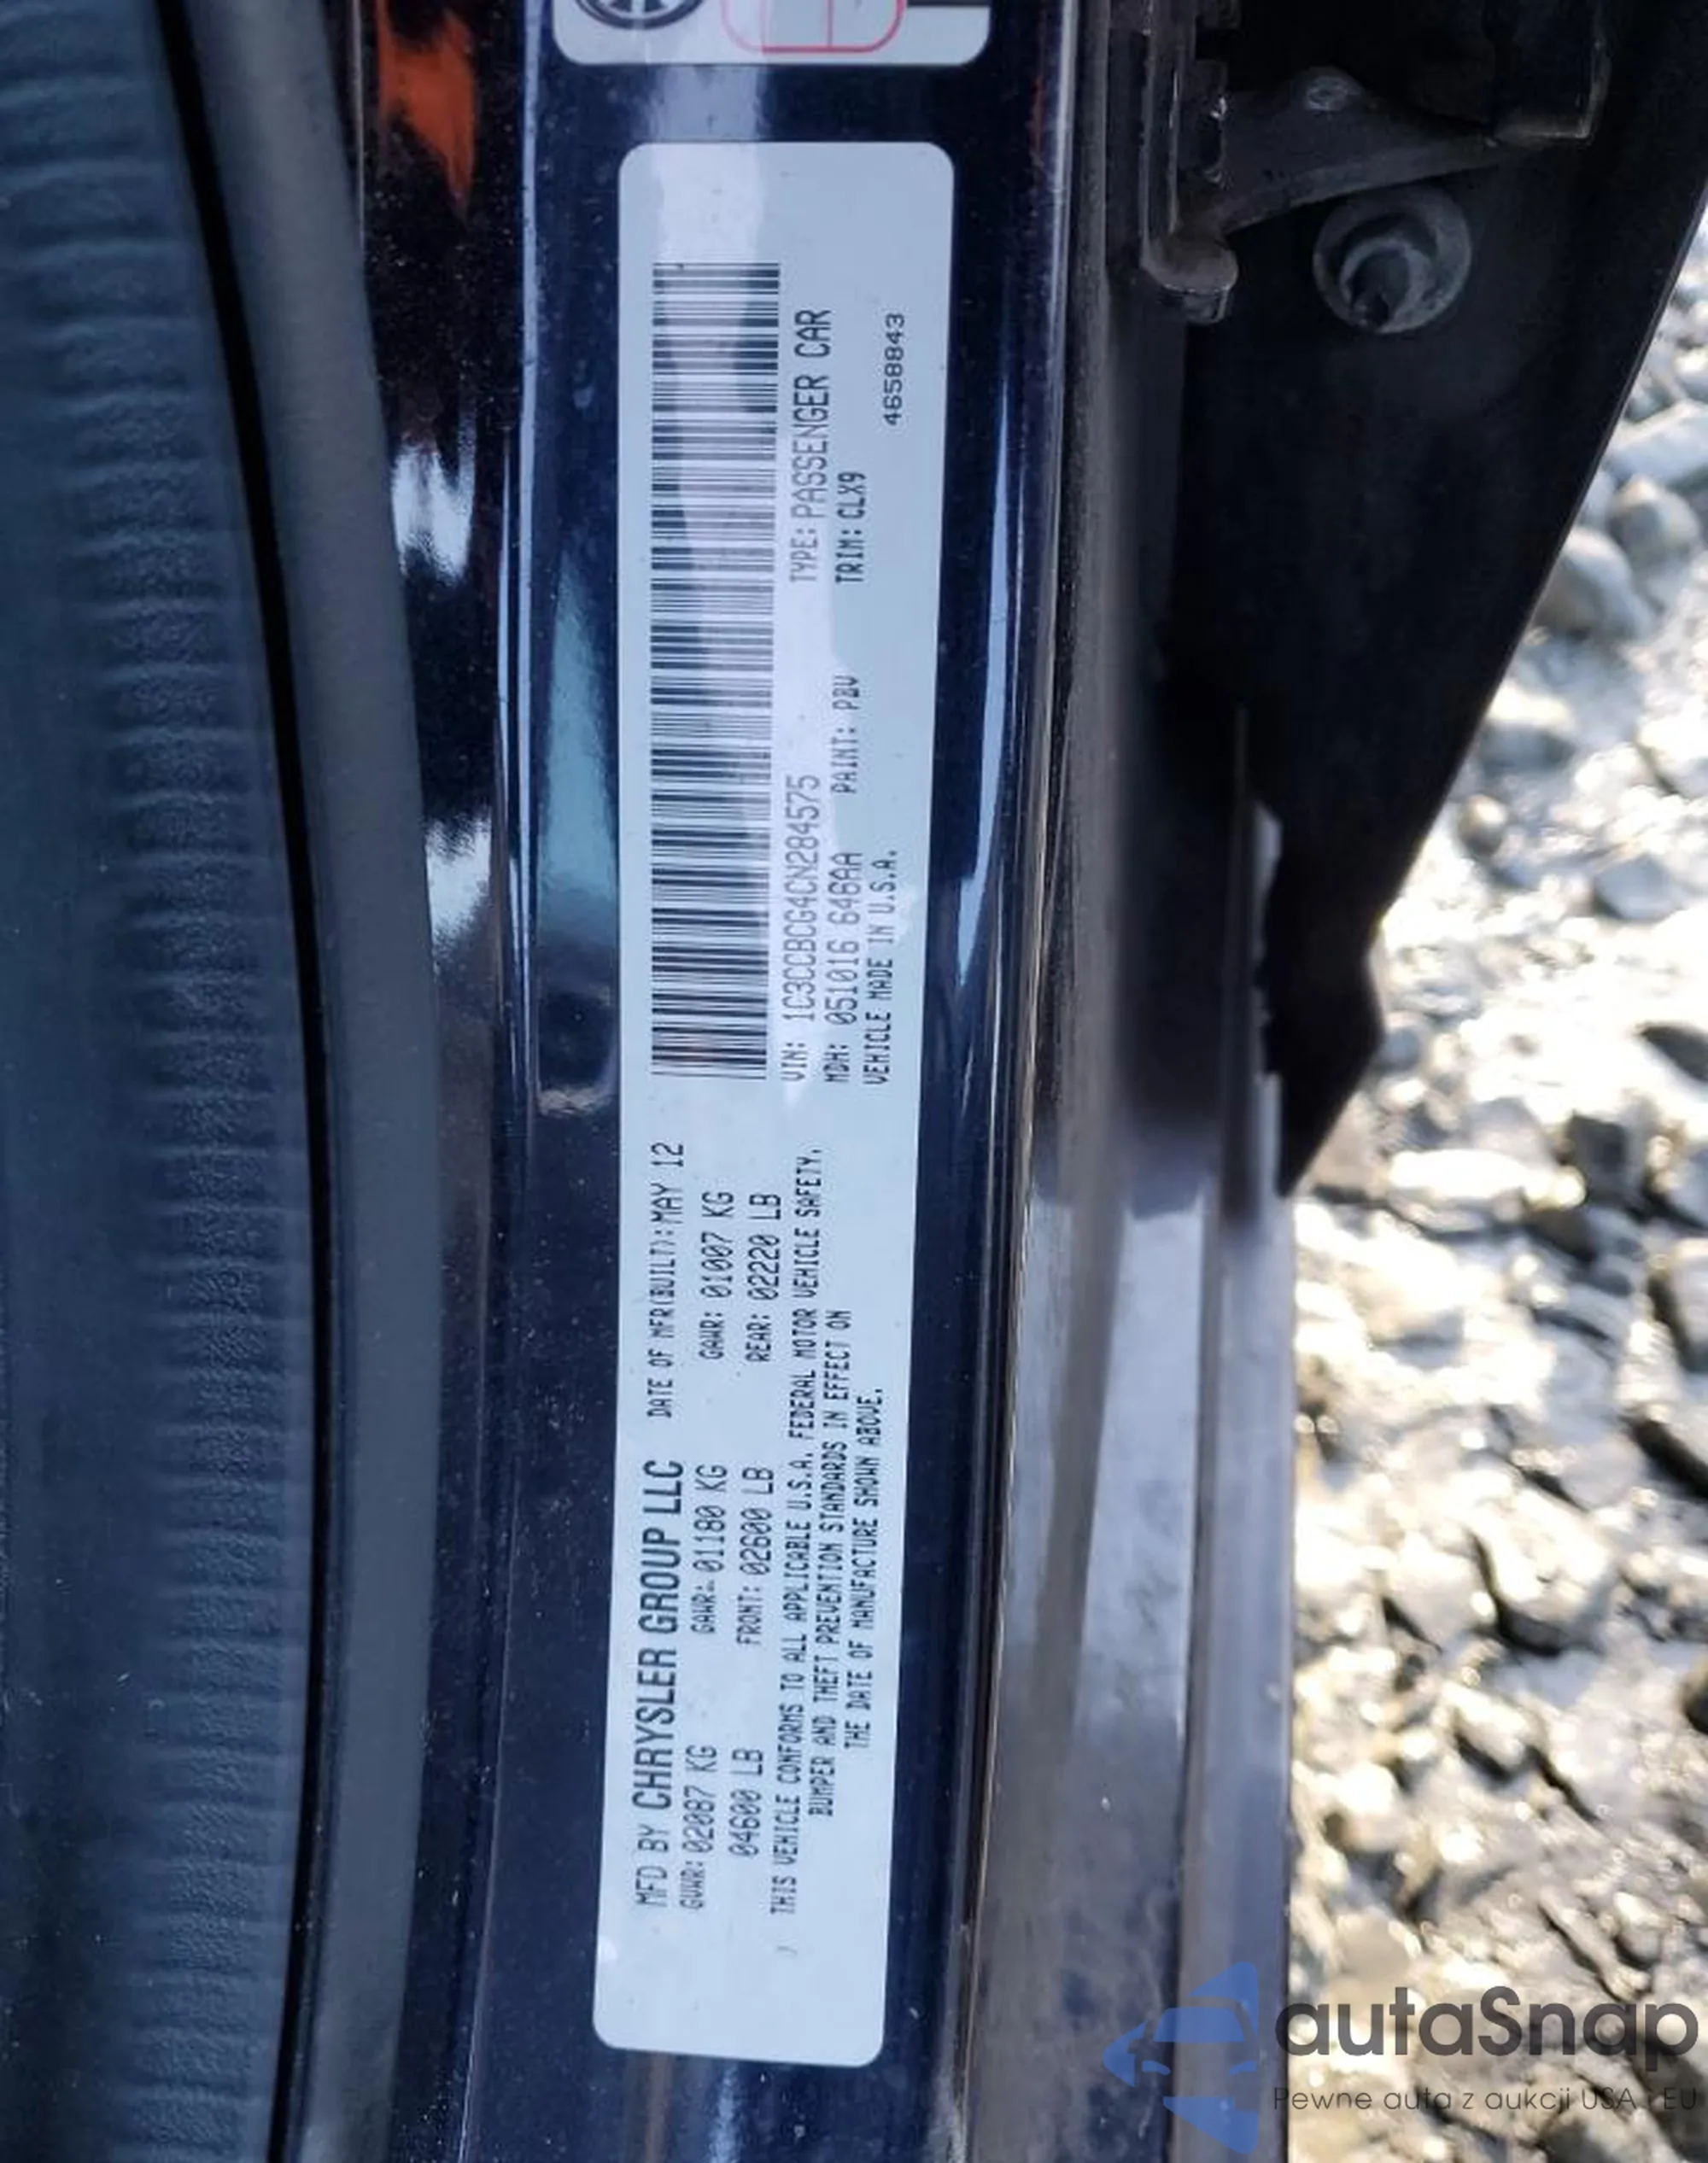 MFD BY CHRYSLER GROUP LLC DATE OF MFR(BUILT):MAY 12
GVWR:02087 KG GAWR: 01180 KG GAWR: 01007 KG
04600 LB FRONT: 02600 LB REAR: 02220 LB
THIS VEHICLE CONFORMS TO ALL APPLICABLE U.S.A. FEDERAL MOTOR VEHICLE SAFETY,
BUMPER AND THEFT PREVENTION STANDARDS IN EFFECT ON
THE DATE OF MANUFACTURE SHOWN ABOVE.
VIN: 1C3CCBCG4CN284575 TYPE: PASSENGER CAR
MDH: 051016 646AA PAINT: PBV TRIM: CLX9
VEHICLE MADE IN U.S.A.
4658843
autaSnap
Pewne auta z aukcji USA i EU